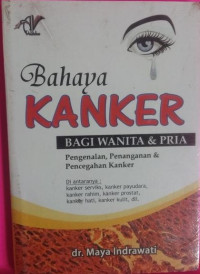 Bahaya
KANKER
BAGI WANITA & PRIA
Pengenalan, Penanganan &
Pencegahan Kanker
Di antaranya..
kanker serviks, kanker payudara,
kanker rahim, kanker prostat,
kanker hati, kanker kulit, dll.
dr. Maya Indrawati